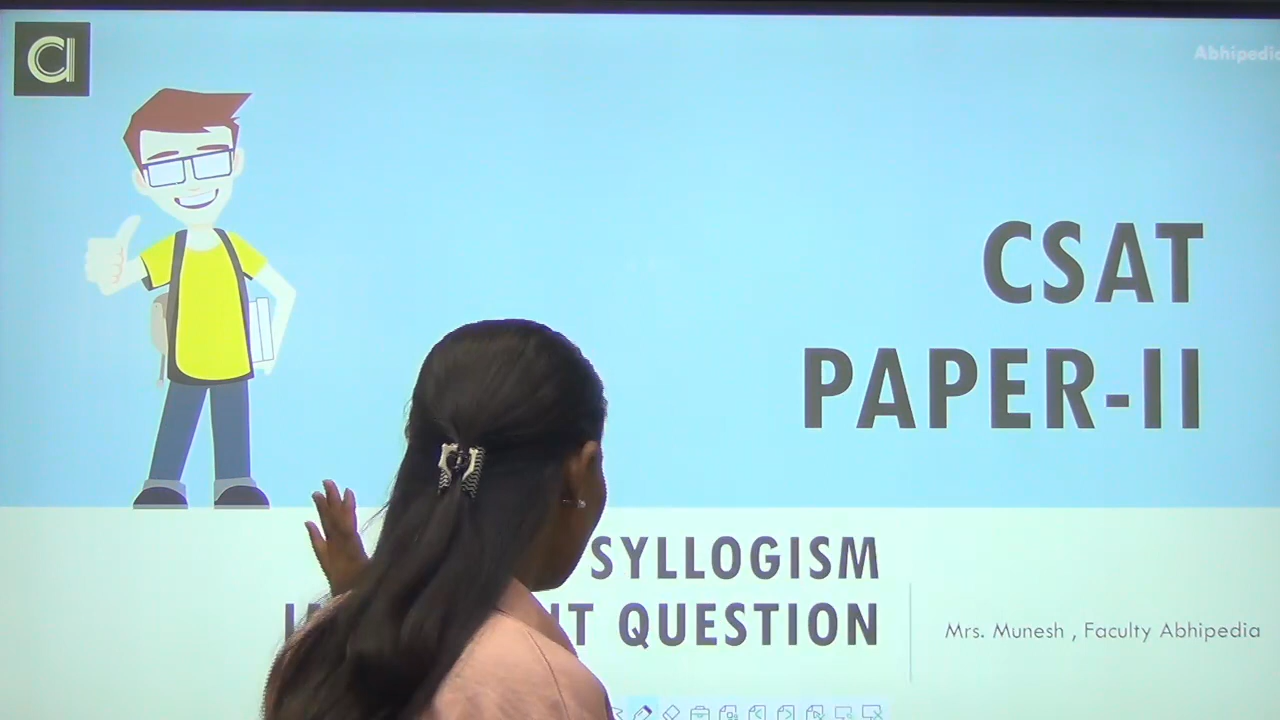 Abhipedia
CSAT
PAPER-II
SYLLOGISM
QUESTION
Mrs. Munesh , Faculty Abhipedia